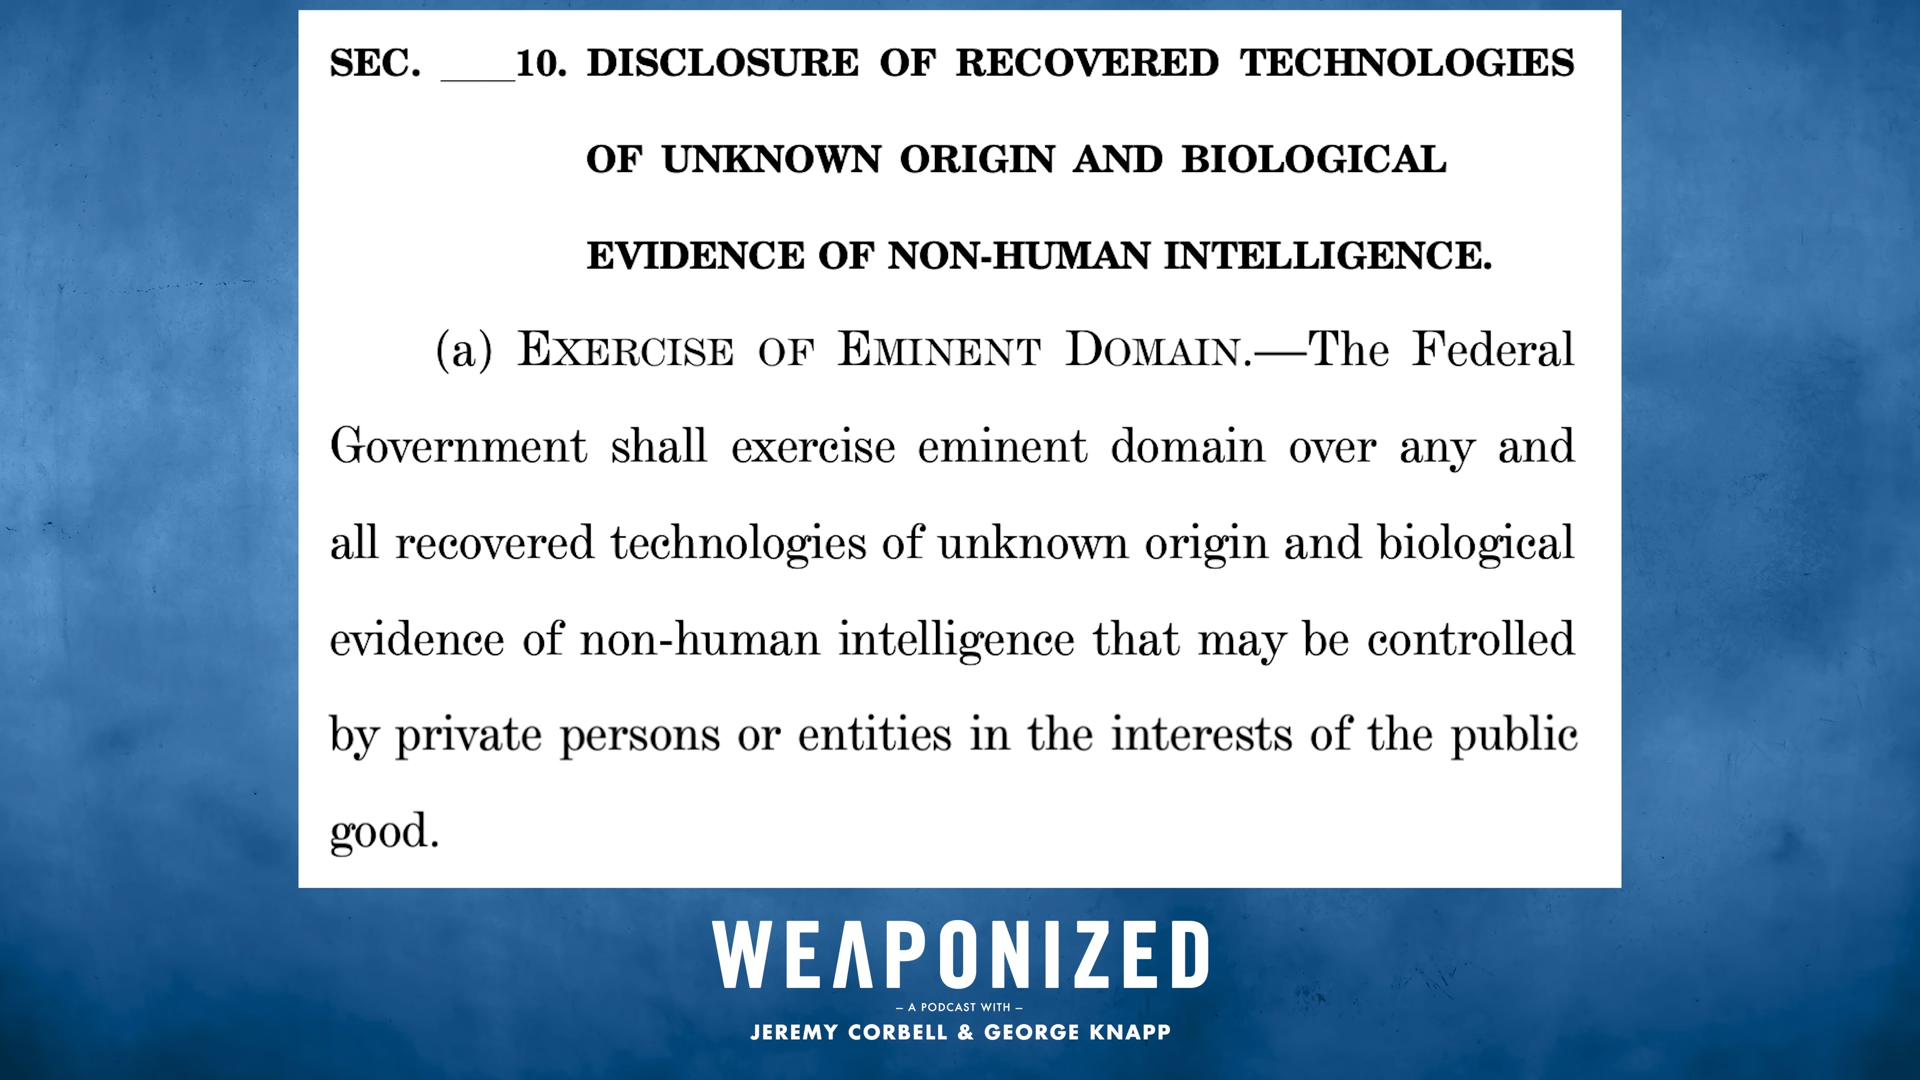 SEC. ___10. DISCLOSURE OF RECOVERED TECHNOLOGIES
OF UNKNOWN ORIGIN AND BIOLOGICAL
EVIDENCE OF NON-HUMAN INTELLIGENCE.
(a) EXERCISE OF EMINENT DOMAIN.—The Federal
Government shall exercise eminent domain over any and
all recovered technologies of unknown origin and biological
evidence of non-human intelligence that may be controlled
by private persons or entities in the interests of the public
good.
WEAPONIZED
– A PODCAST WITH –
JEREMY CORBELL & GEORGE KNAPP